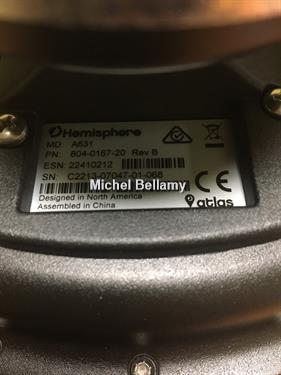 Hemisphere
MD: A631
PN: 804-0167-20 Rev B
ESN: 22410212
SN: C2213-07047-01-068
Michel Bellamy
Designed in North America
Assembled in China
CE
atlas